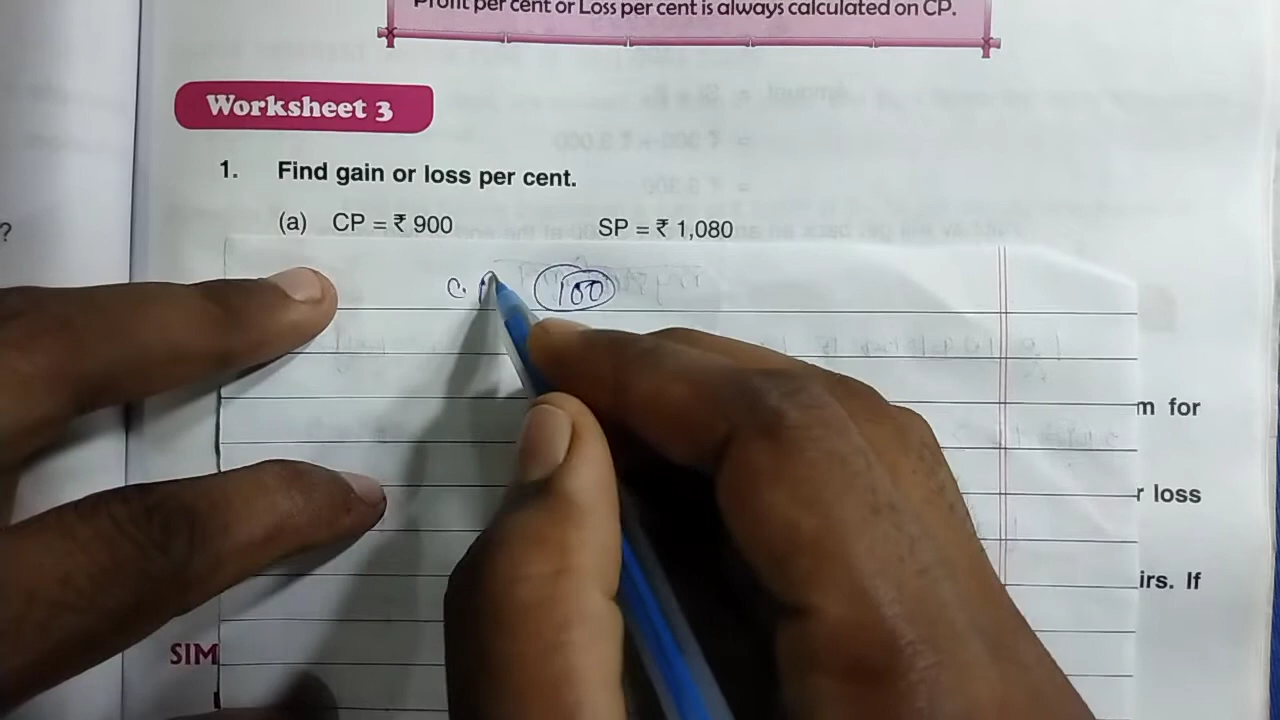 Profit per cent or Loss per cent is always calculated on CP.
Worksheet 3
1. Find gain or loss per cent.
?
(a) CP = ₹ 900 SP = ₹ 1,080
C. 100
m for
r loss
irs. If
SIM